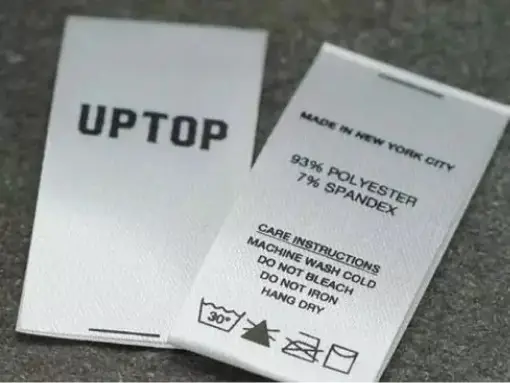 UPTOP
MADE IN NEW YORK CITY
93% POLYESTER
7% SPANDEX
CARE INSTRUCTIONS
MACHINE WASH COLD
DO NOT BLEACH
DO NOT IRON
HANG DRY
30°